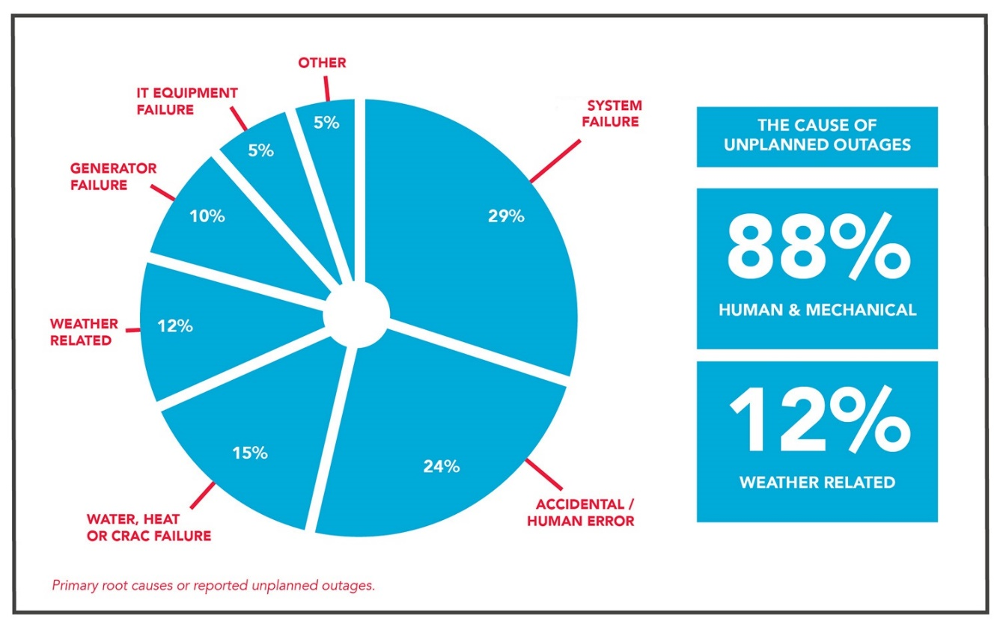 OTHER
5%
IT EQUIPMENT
FAILURE
5%
GENERATOR
FAILURE
10%
WEATHER
RELATED
12%
WATER, HEAT
OR CRAC FAILURE
15%
SYSTEM
FAILURE
29%
ACCIDENTAL /
HUMAN ERROR
24%
Primary root causes or reported unplanned outages.
THE CAUSE OF
UNPLANNED OUTAGES
88%
HUMAN & MECHANICAL
12%
WEATHER RELATED